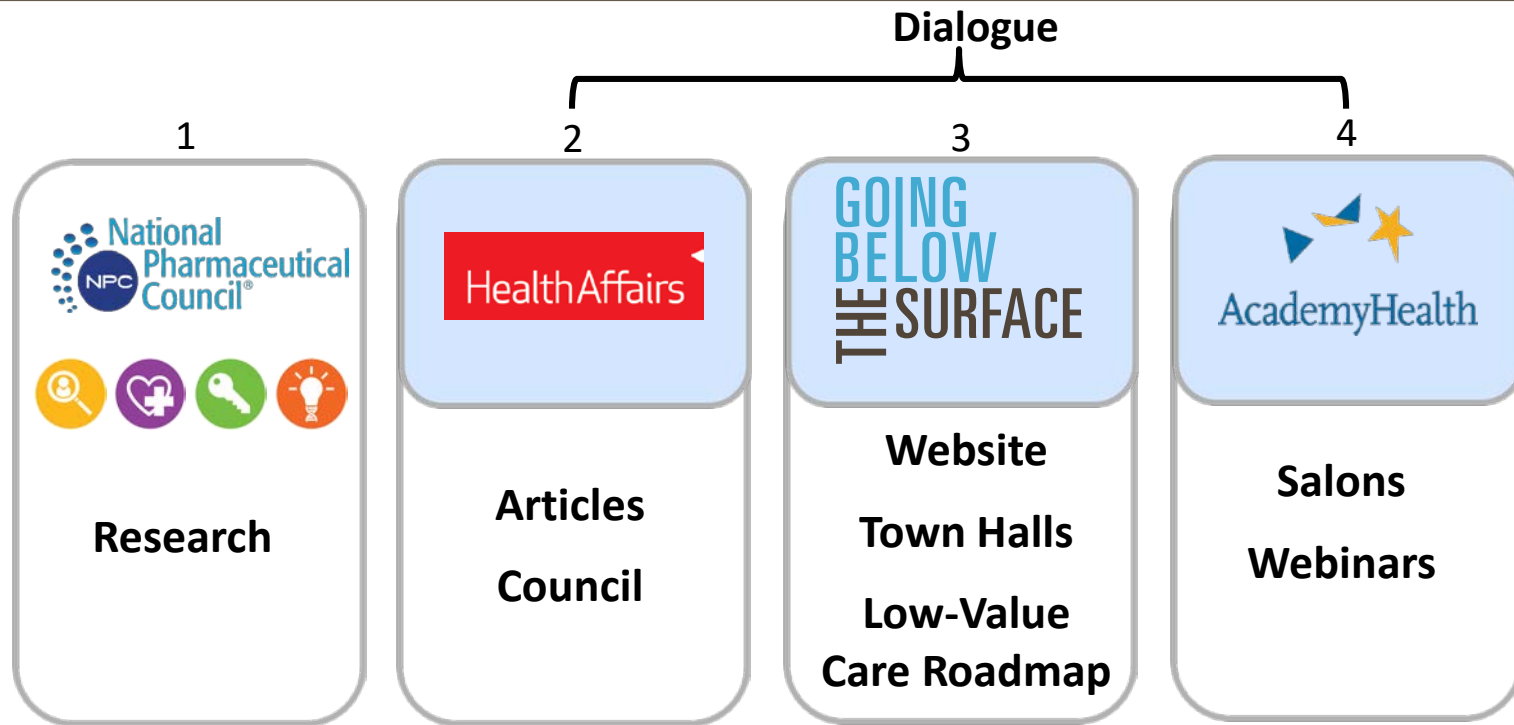 Dialogue
1
2
3
4
National
Pharmaceutical
Council®
NPC
HealthAffairs
GOING
BELOW
THE SURFACE
AcademyHealth
Research
Articles
Council
Website
Town Halls
Low-Value
Care Roadmap
Salons
Webinars